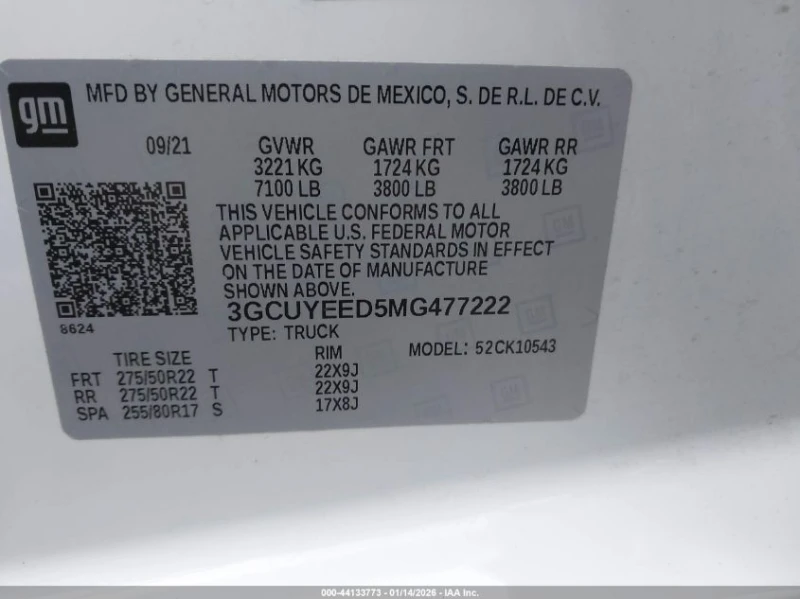 gm
MFD BY GENERAL MOTORS DE MEXICO, S. DE R.L. DE C.V.
09/21 GVWR GAWR FRT GAWR RR
3221 KG 1724 KG 1724 KG
7100 LB 3800 LB 3800 LB
THIS VEHICLE CONFORMS TO ALL
APPLICABLE U.S. FEDERAL MOTOR
VEHICLE SAFETY STANDARDS IN EFFECT
ON THE DATE OF MANUFACTURE
SHOWN ABOVE.
3GCUYEED5MG477222
8624
TYPE: TRUCK
TIRE SIZE RIM MODEL: 52CK10543
FRT 275/50R22 T 22X9J
RR 275/50R22 T 22X9J
SPA 255/80R17 S 17X8J
000-44133773 - 01/14/2026 - IAA Inc.